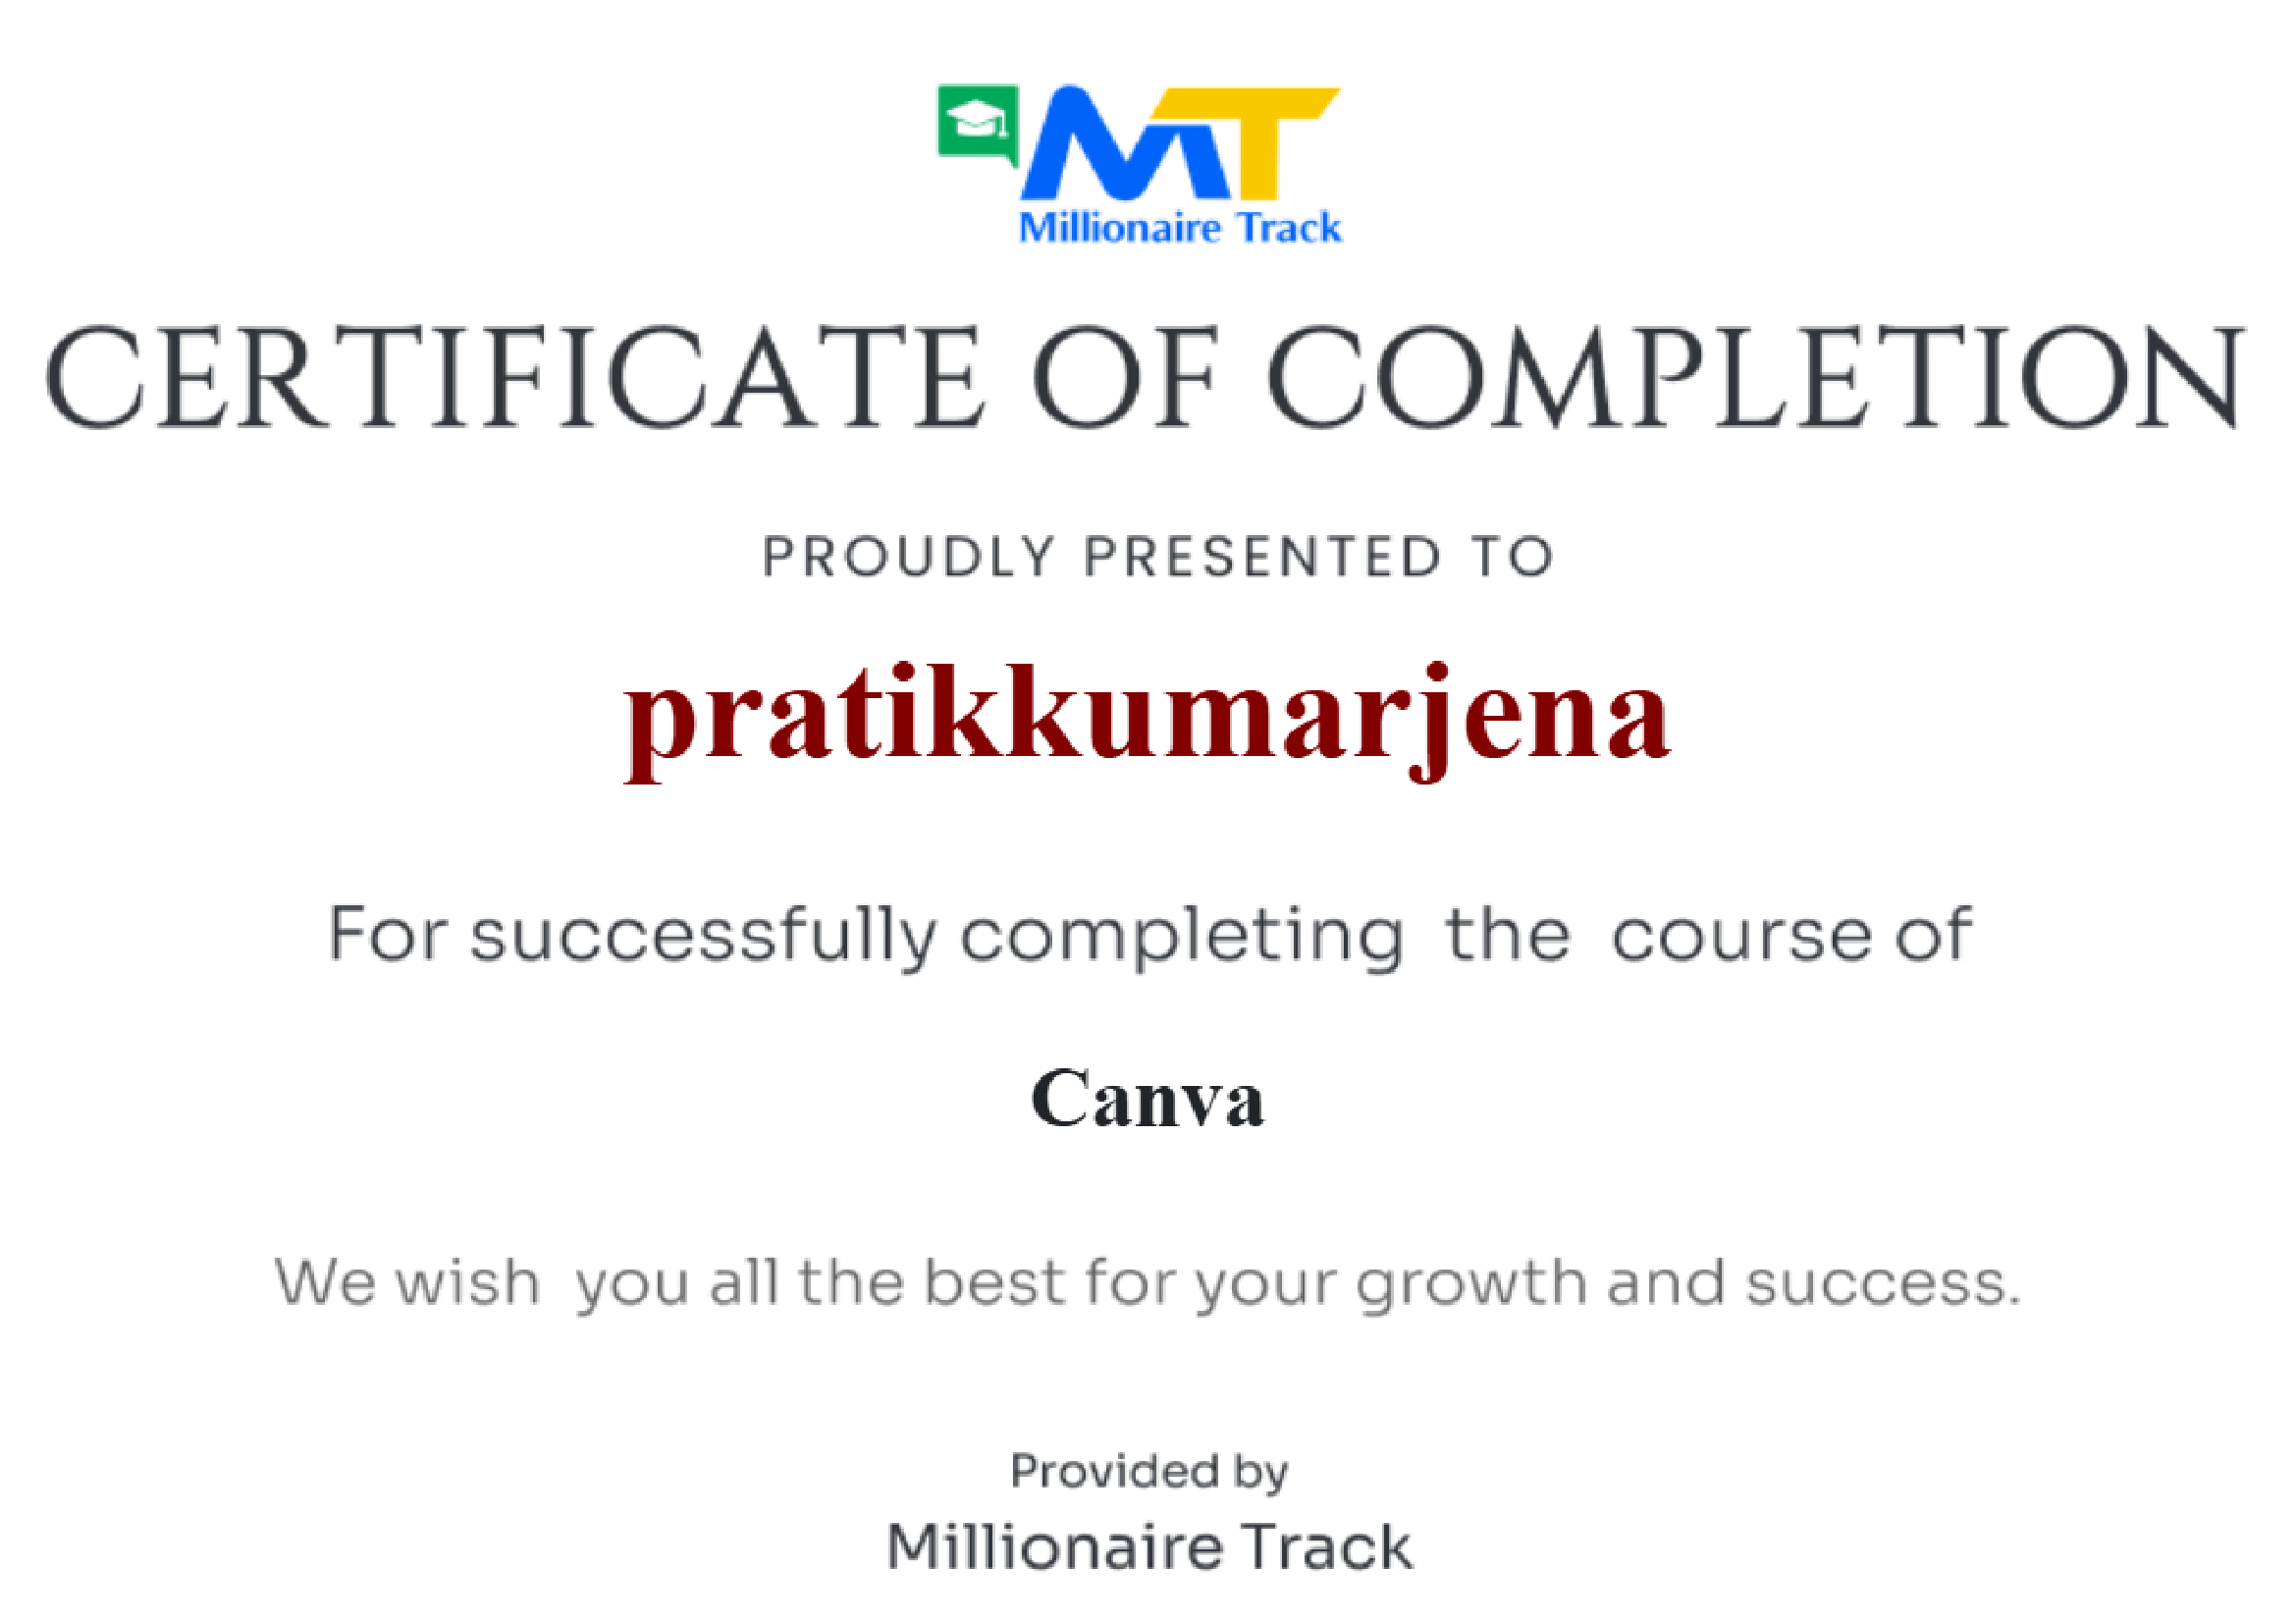 MT
Millionaire Track
CERTIFICATE OF COMPLETION
PROUDLY PRESENTED TO
pratikkumarjena
For successfully completing the course of
Canva
We wish you all the best for your growth and success.
Provided by
Millionaire Track